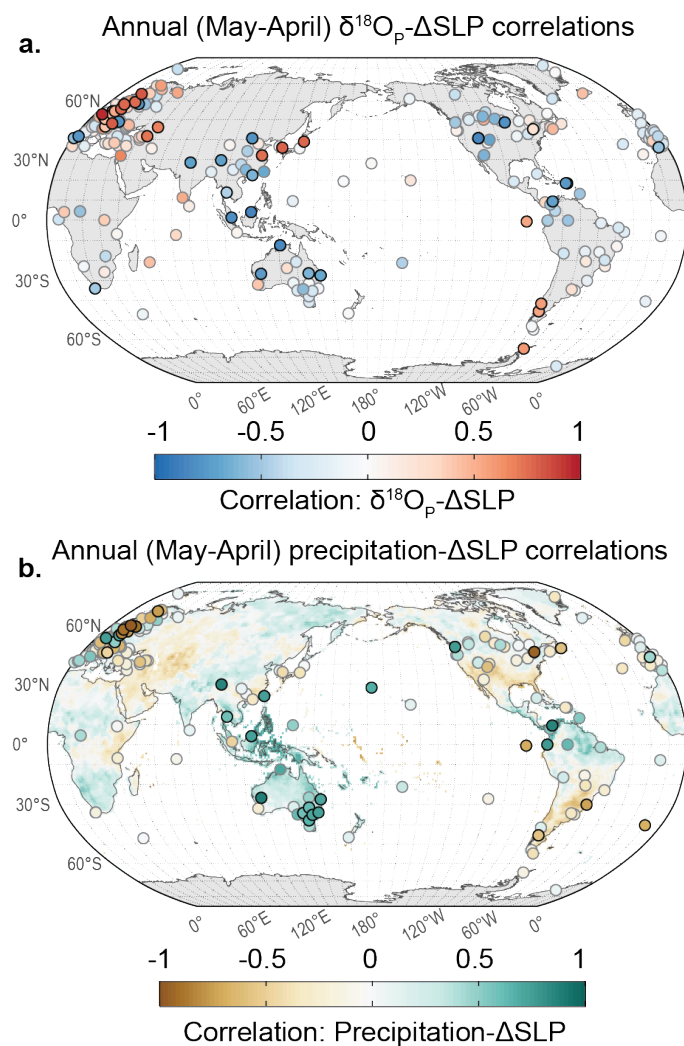 Annual (May-April) δ¹⁸Oₚ-ΔSLP correlations
a.
60°N
30°N
0°
30°S
60°S
0° 60°E 120°E 180° 120°W 60°W 0°
-1 -0.5 0 0.5 1
Correlation: δ¹⁸Oₚ-ΔSLP
Annual (May-April) precipitation-ΔSLP correlations
b.
60°N
30°N
0°
30°S
60°S
0° 60°E 120°E 180° 120°W 60°W 0°
-1 -0.5 0 0.5 1
Correlation: Precipitation-ΔSLP